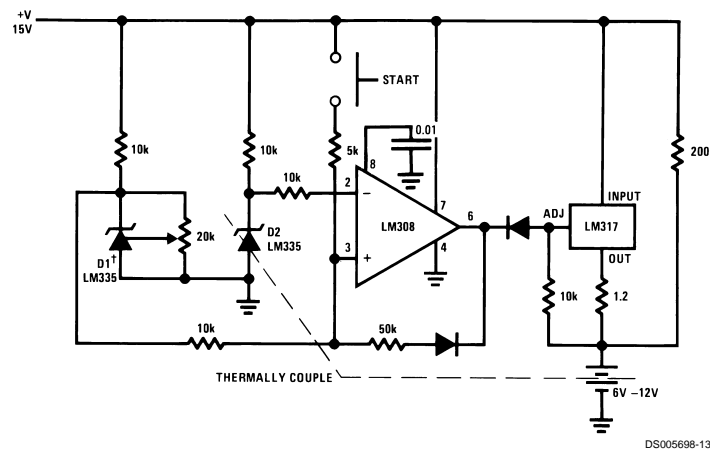 +V
15V
START
10k
10k
5k
0.01
8
200
10k
2
−
7
6
ADJ
INPUT
LM308
LM317
20k
D2
LM335
D1†
LM335
3
+
4
OUT
10k
1.2
10k
50k
THERMALLY COUPLE
6V –12V
DS005698-13